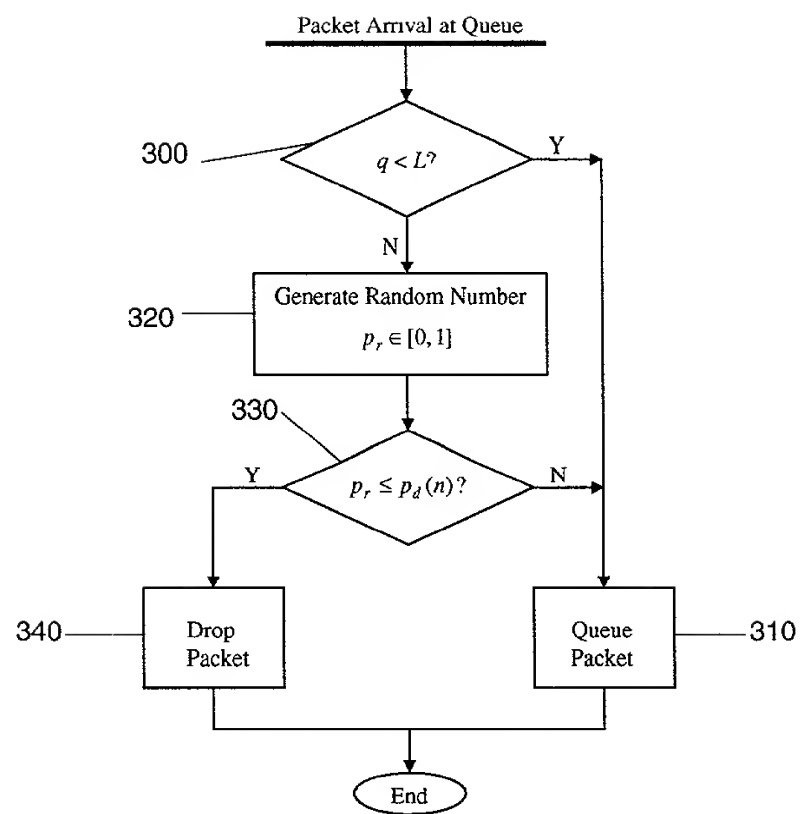 Packet Arrival at Queue
300
q < L?
Y
N
Generate Random Number
320
p_r ∈ [0, 1]
330
Y
p_r ≤ p_d (n)?
N
340
Drop
Packet
Queue
Packet
310
End